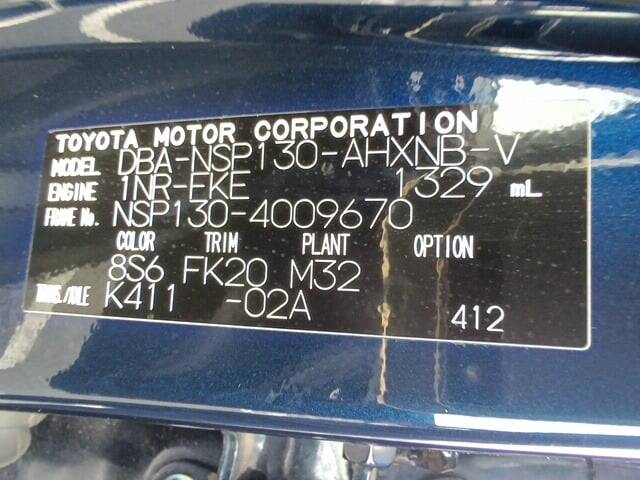 TOYOTA MOTOR CORPORATION
MODEL DBA-NSP130-AHXNB-V
ENGINE 1NR-FKE 1329 mL
FRAME No. NSP130-4009670
COLOR TRIM PLANT OPTION
8S6 FK20 M32
TRANS./AXLE K411 -02A
412